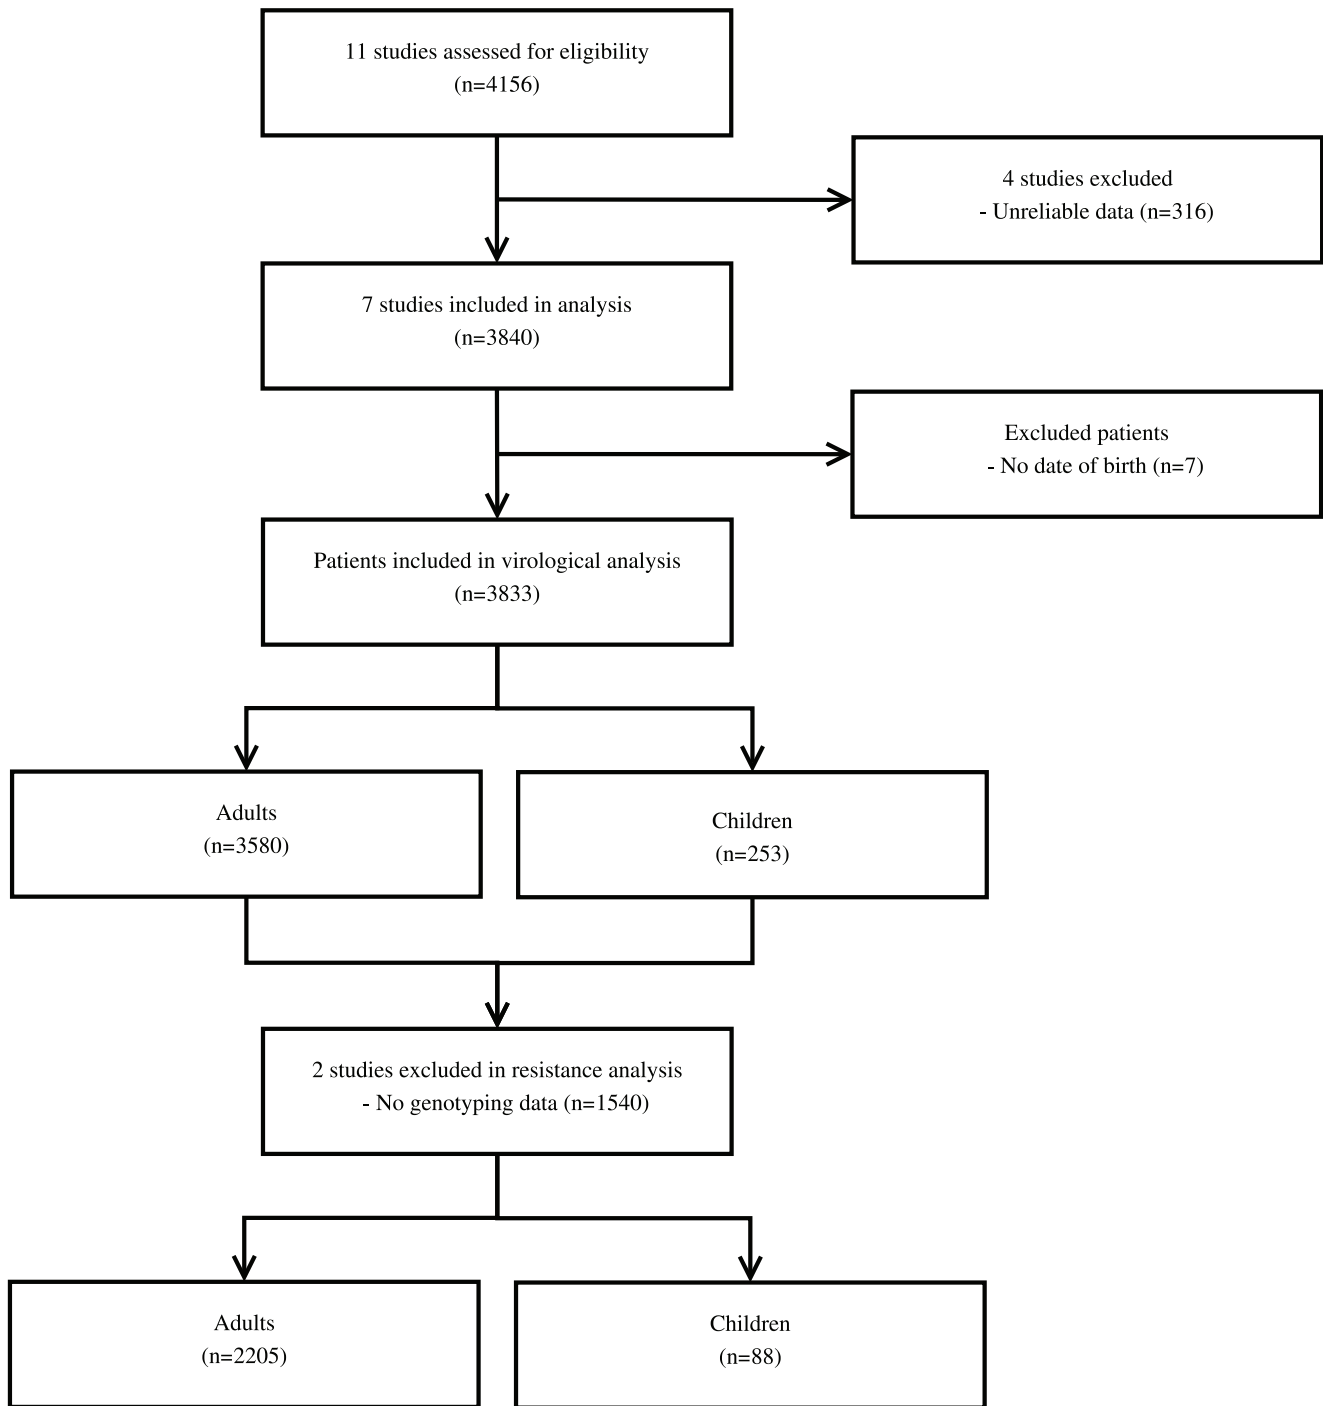 11 studies assessed for eligibility
(n=4156)
4 studies excluded
- Unreliable data (n=316)
7 studies included in analysis
(n=3840)
Excluded patients
- No date of birth (n=7)
Patients included in virological analysis
(n=3833)
Adults
(n=3580)
Children
(n=253)
2 studies excluded in resistance analysis
- No genotyping data (n=1540)
Adults
(n=2205)
Children
(n=88)